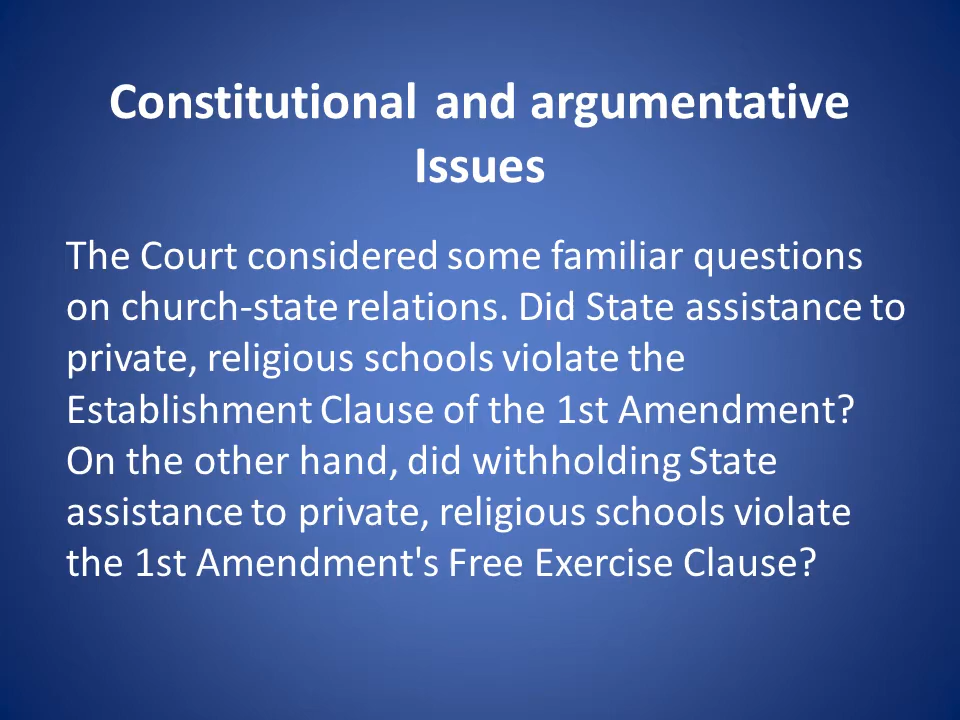 Constitutional and argumentative
Issues
The Court considered some familiar questions
on church-state relations. Did State assistance to
private, religious schools violate the
Establishment Clause of the 1st Amendment?
On the other hand, did withholding State
assistance to private, religious schools violate
the 1st Amendment's Free Exercise Clause?